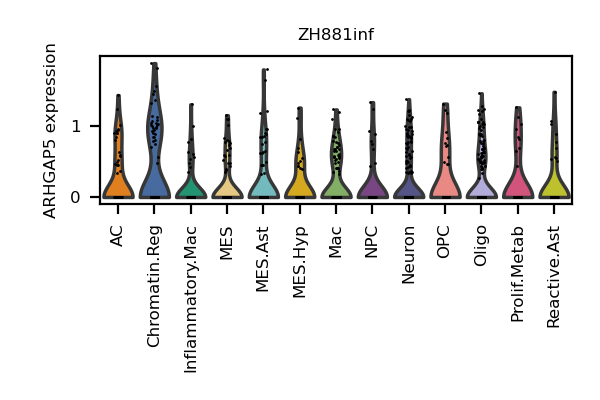 ZH881inf
ARHGAP5 expression
1
0
AC
Chromatin.Reg
Inflammatory.Mac
MES
MES.Ast
MES.Hyp
Mac
NPC
Neuron
OPC
Oligo
Prolif.Metab
Reactive.Ast